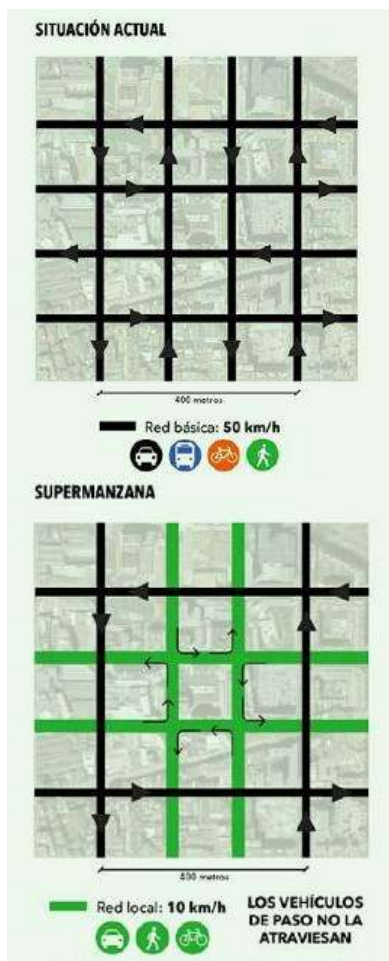 SITUACIÓN ACTUAL
400 metros
Red básica: 50 km/h
SUPERMANZANA
400 metros
Red local: 10 km/h
LOS VEHÍCULOS
DE PASO NO LA
ATRAVIESAN